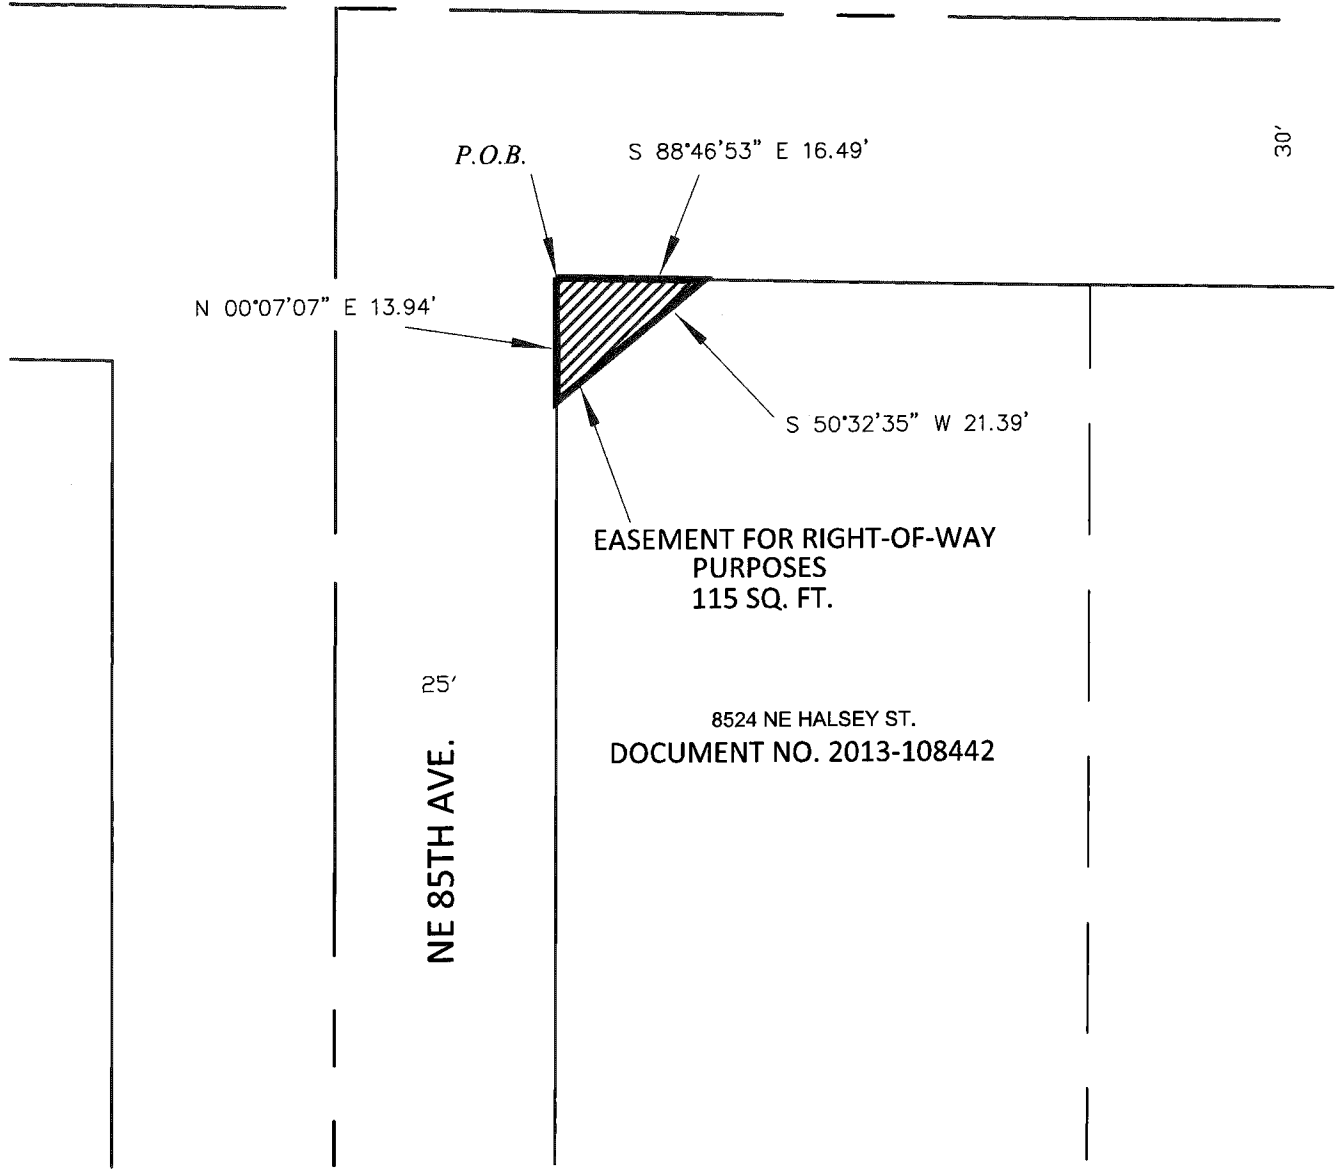 30'
P.O.B.
S 88°46'53" E 16.49'
N 00°07'07" E 13.94'
S 50°32'35" W 21.39'
EASEMENT FOR RIGHT-OF-WAY
PURPOSES
115 SQ. FT.
25'
8524 NE HALSEY ST.
DOCUMENT NO. 2013-108442
NE 85TH AVE.